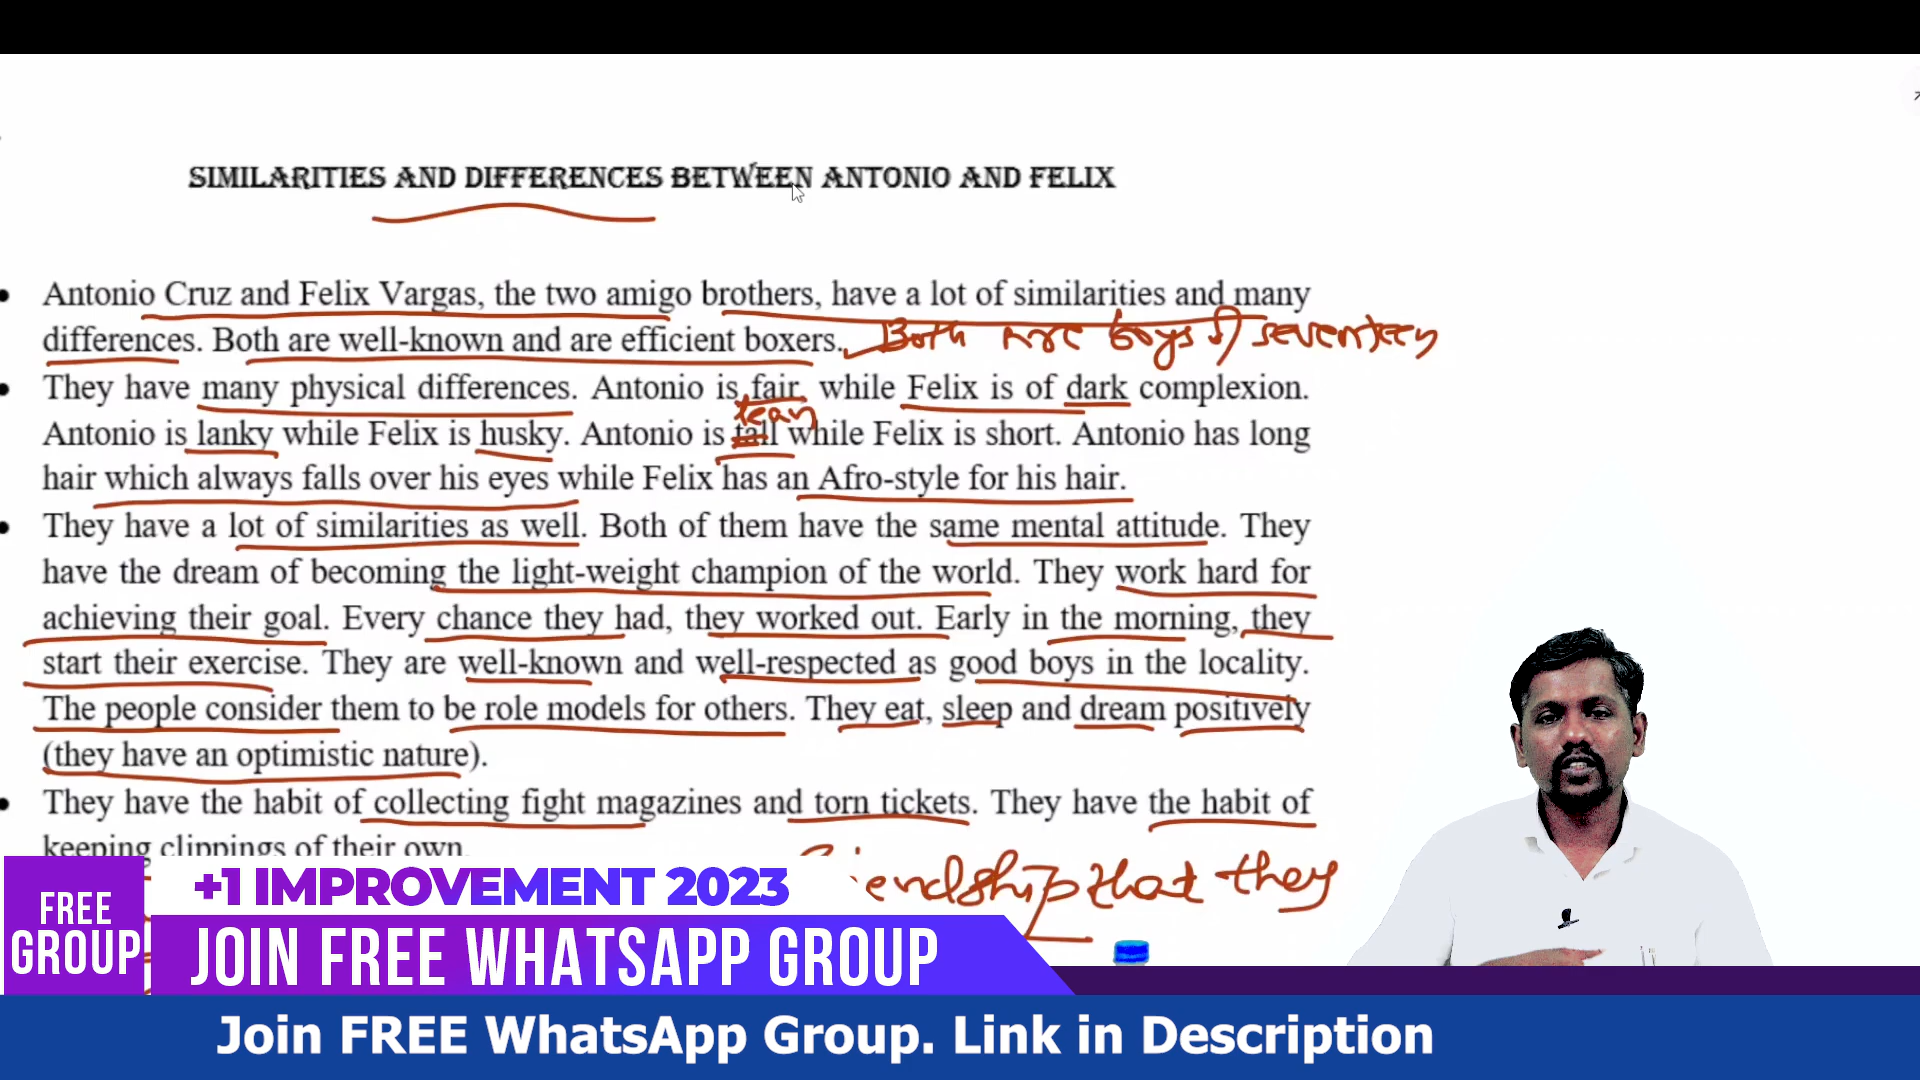 SIMILARITIES AND DIFFERENCES BETWEEN ANTONIO AND FELIX
• Antonio Cruz and Felix Vargas, the two amigo brothers, have a lot of similarities and many
differences. Both are well-known and are efficient boxers. Both are boys of seventeen
• They have many physical differences. Antonio is fair while Felix is of dark complexion.
lean
Antonio is lanky while Felix is husky. Antonio is tall while Felix is short. Antonio has long
hair which always falls over his eyes while Felix has an Afro-style for his hair.
• They have a lot of similarities as well. Both of them have the same mental attitude. They
have the dream of becoming the light-weight champion of the world. They work hard for
achieving their goal. Every chance they had, they worked out. Early in the morning, they
start their exercise. They are well-known and well-respected as good boys in the locality.
The people consider them to be role models for others. They eat, sleep and dream positively
(they have an optimistic nature).
• They have the habit of collecting fight magazines and torn tickets. They have the habit of
keeping clippings of their own.
friendship that they
FREE
GROUP
+1 IMPROVEMENT 2023
JOIN FREE WHATSAPP GROUP
Join FREE WhatsApp Group. Link in Description